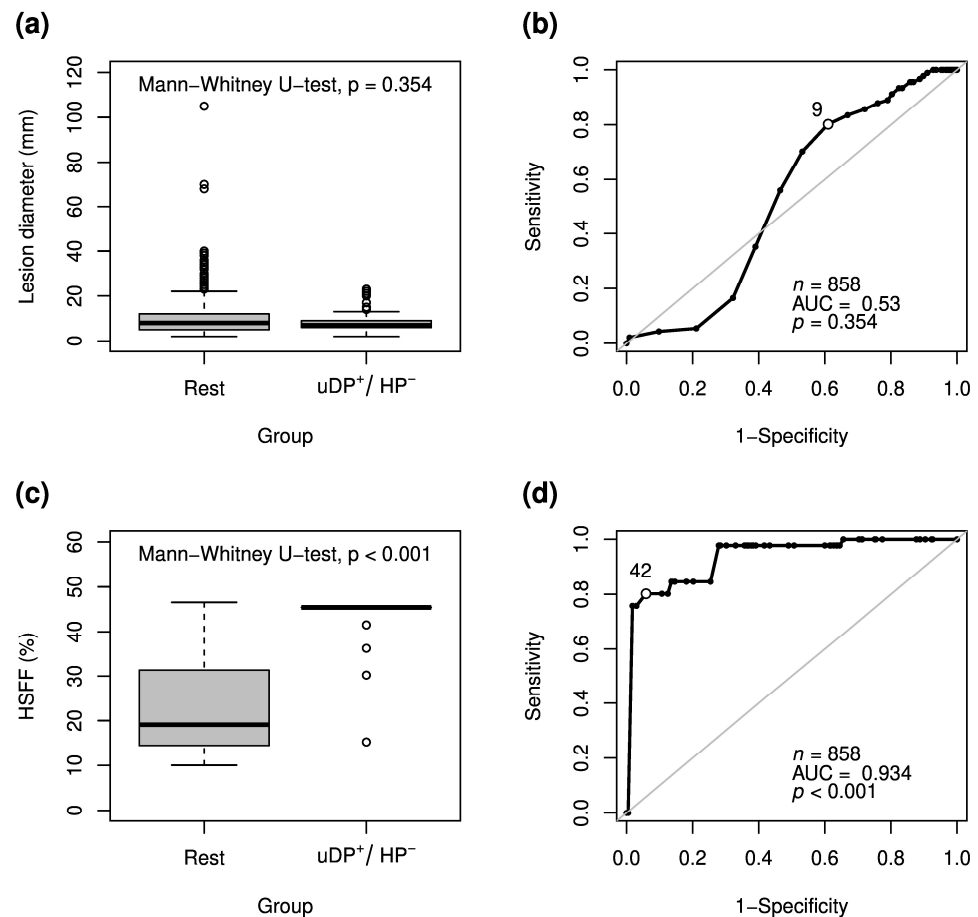 (a)
Mann−Whitney U−test, p = 0.354
Lesion diameter (mm)
120
100
80
60
40
20
0
Rest
uDP⁺/ HP⁻
Group
(b)
Sensitivity
1.0
0.8
0.6
0.4
0.2
0.0
9
n = 858
AUC = 0.53
p = 0.354
0.0 0.2 0.4 0.6 0.8 1.0
1−Specificity
(c)
Mann−Whitney U−test, p < 0.001
HSFF (%)
60
50
40
30
20
10
0
Rest
uDP⁺/ HP⁻
Group
(d)
Sensitivity
1.0
0.8
0.6
0.4
0.2
0.0
42
n = 858
AUC = 0.934
p < 0.001
0.0 0.2 0.4 0.6 0.8 1.0
1−Specificity